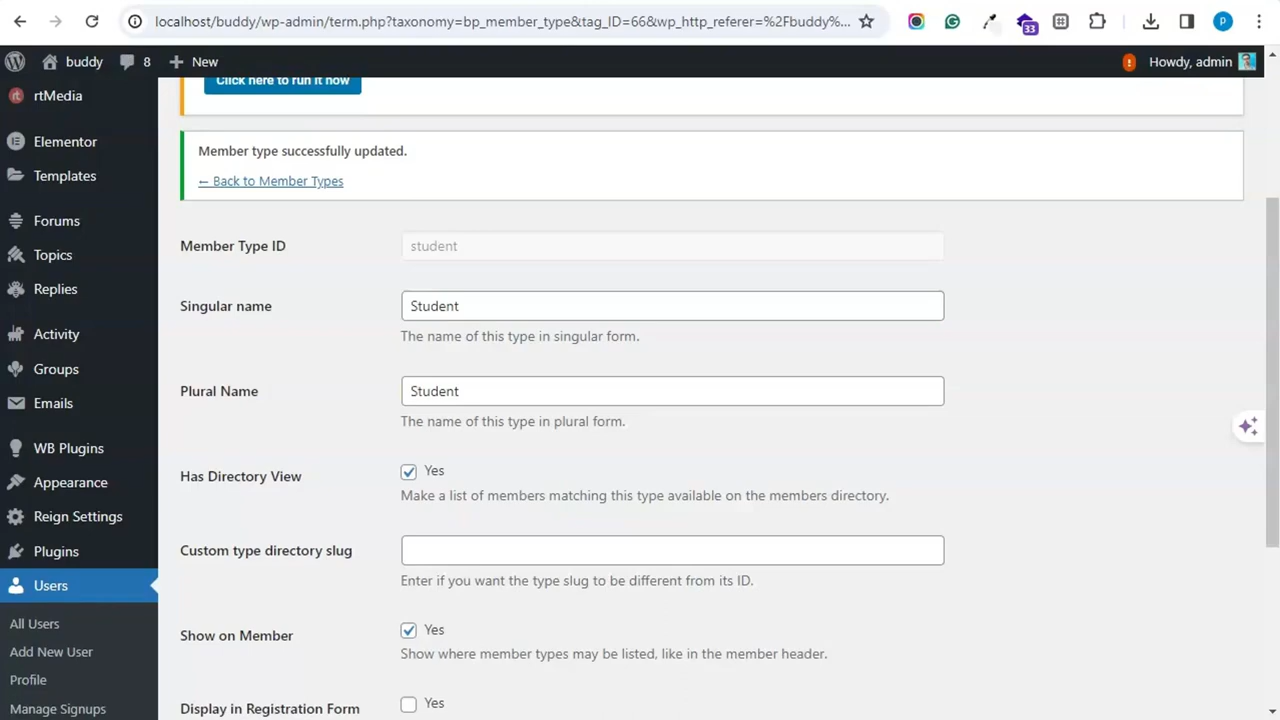 localhost/buddy/wp-admin/term.php?taxonomy=bp_member_type&tag_ID=66&wp_http_referer=%2Fbuddy%...
33
P
buddy
8
New
Howdy, admin
rt
rtMedia
Click here to run it now
Elementor
Member type successfully updated.
Templates
← Back to Member Types
Forums
Member Type ID
student
Topics
Replies
Singular name
Student
Activity
The name of this type in singular form.
Groups
Plural Name
Student
Emails
The name of this type in plural form.
WB Plugins
Has Directory View
Yes
Appearance
Make a list of members matching this type available on the members directory.
Reign Settings
Plugins
Custom type directory slug
Users
Enter if you want the type slug to be different from its ID.
All Users
Show on Member
Yes
Add New User
Show where member types may be listed, like in the member header.
Profile
Manage Signups
Display in Registration Form
Yes